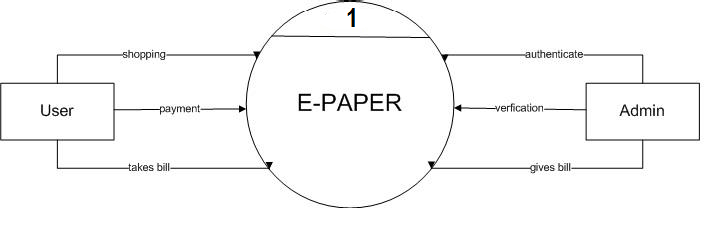 1
shopping
authenticate
User
payment
E-PAPER
verfication
Admin
takes bill
gives bill